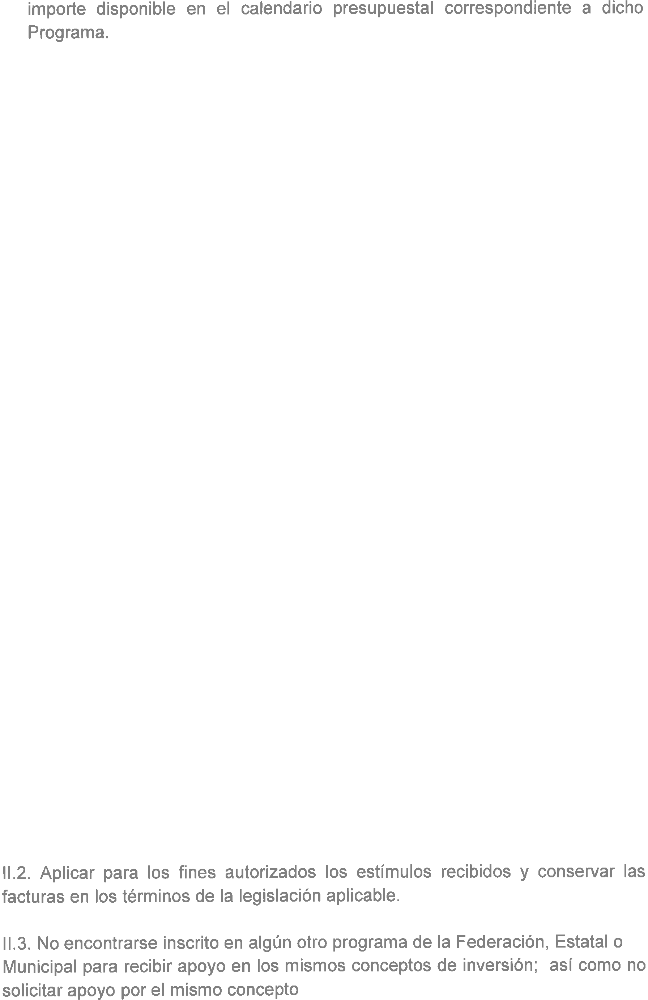 importe disponible en el calendario presupuestal correspondiente a dicho
Programa.
II.2. Aplicar para los fines autorizados los estímulos recibidos y conservar las
facturas en los términos de la legislación aplicable.
II.3. No encontrarse inscrito en algún otro programa de la Federación, Estatal o
Municipal para recibir apoyo en los mismos conceptos de inversión; así como no
solicitar apoyo por el mismo concepto